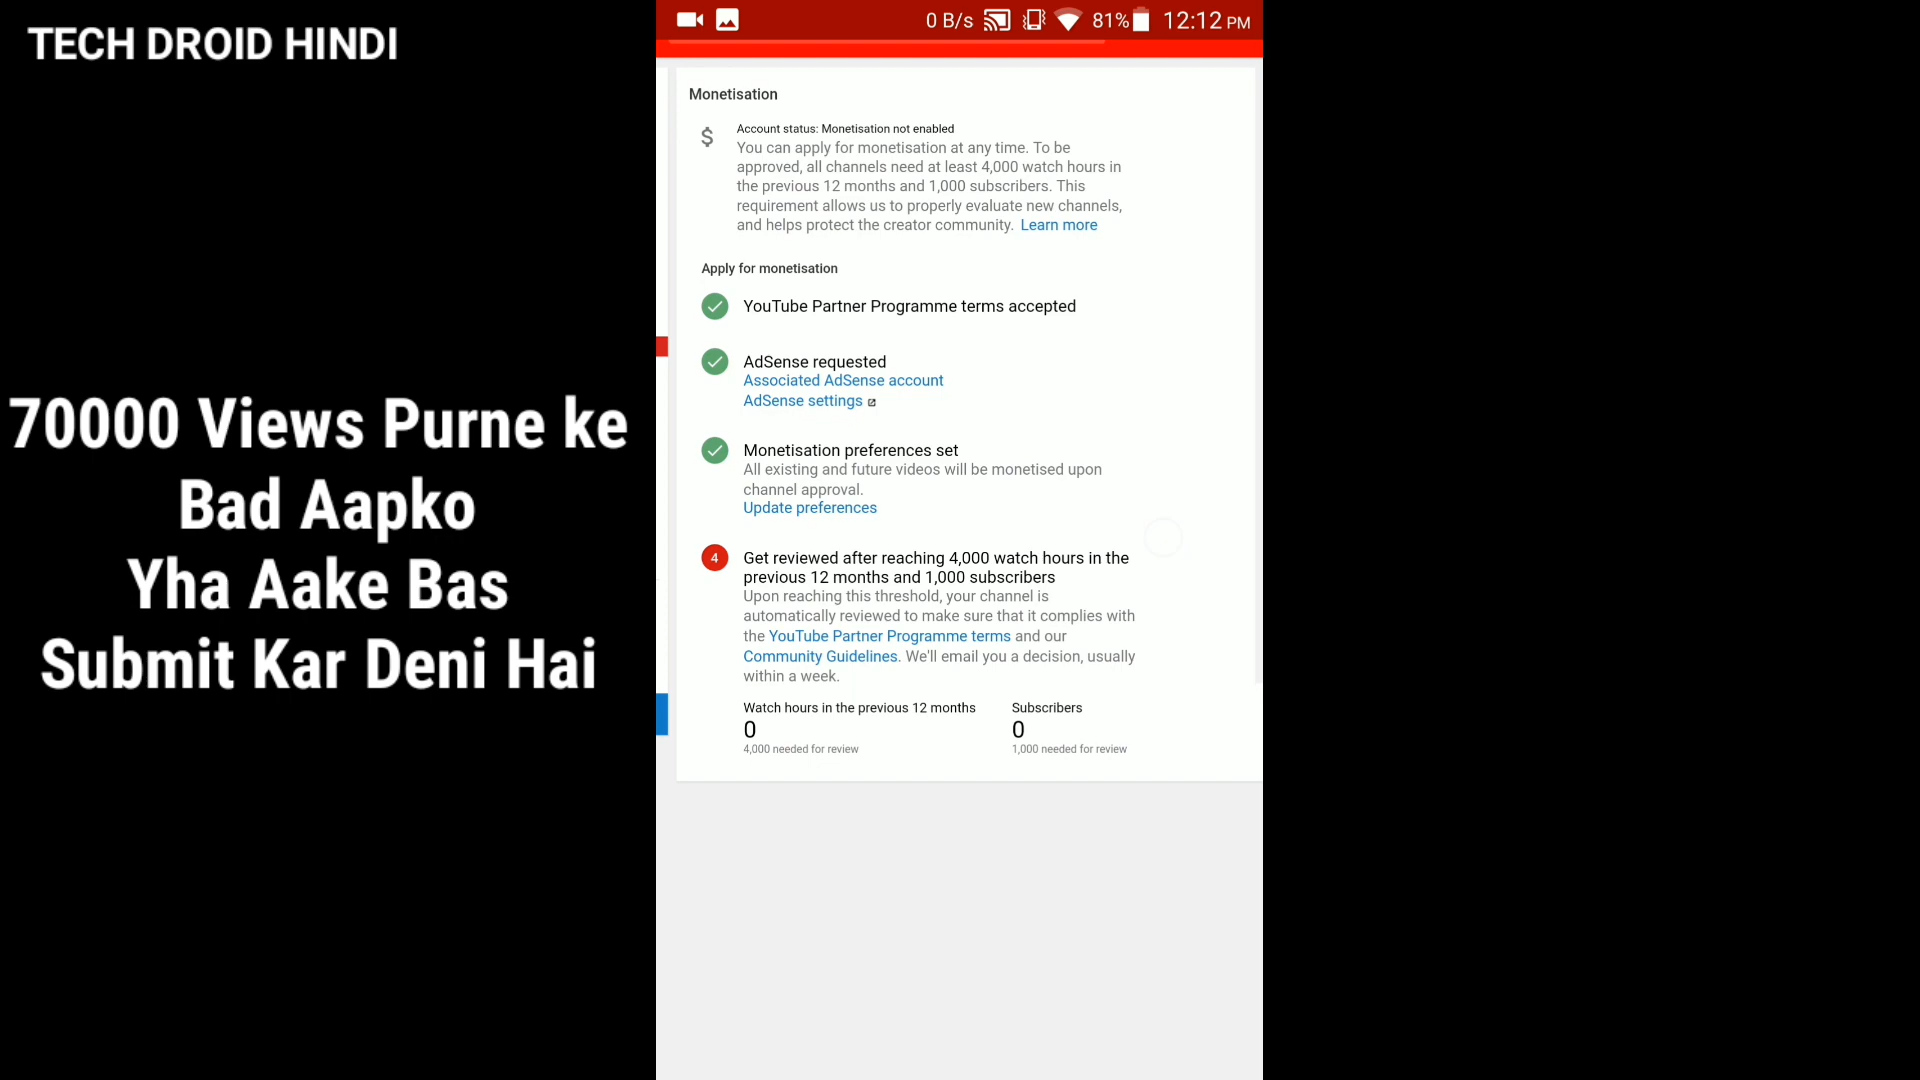 TECH DROID HINDI
70000 Views Purne ke
Bad Aapko
Yha Aake Bas
Submit Kar Deni Hai
0 B/s 81% 12:12 PM
Monetisation
$
Account status: Monetisation not enabled
You can apply for monetisation at any time. To be
approved, all channels need at least 4,000 watch hours in
the previous 12 months and 1,000 subscribers. This
requirement allows us to properly evaluate new channels,
and helps protect the creator community. Learn more
Apply for monetisation
YouTube Partner Programme terms accepted
AdSense requested
Associated AdSense account
AdSense settings
Monetisation preferences set
All existing and future videos will be monetised upon
channel approval.
Update preferences
4
Get reviewed after reaching 4,000 watch hours in the
previous 12 months and 1,000 subscribers
Upon reaching this threshold, your channel is
automatically reviewed to make sure that it complies with
the YouTube Partner Programme terms and our
Community Guidelines. We'll email you a decision, usually
within a week.
Watch hours in the previous 12 months
0
4,000 needed for review
Subscribers
0
1,000 needed for review